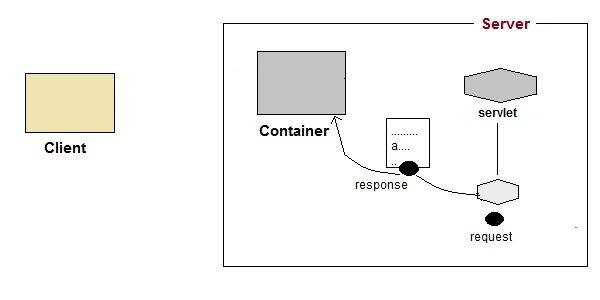 Server
servlet
Container
Client
.........
a....
..
response
request